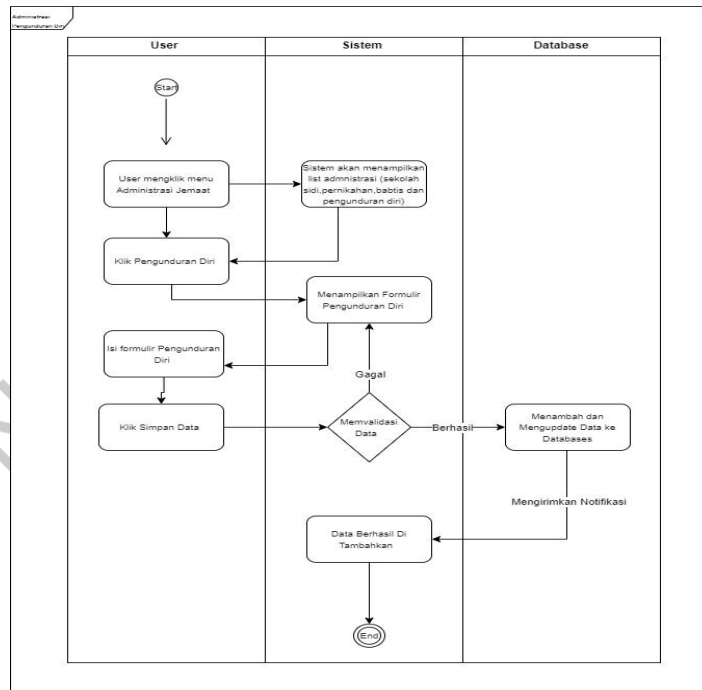 Administrasi
Pengunduran Diri
User
Sistem
Database
Start
User mengklik menu
Administrasi Jemaat
Sistem akan menampilkan
list admnistrasi (sekolah
sidi,pernikahan,babtis dan
pengunduran diri)
Klik Pengunduran Diri
Menampilkan Formulir
Pengunduran Diri
Isi formulir Pengunduran
Diri
Gagal
Klik Simpan Data
Memvalidasi
Data
Berhasil
Menambah dan
Mengupdate Data ke
Databases
Mengirimkan Notifikasi
Data Berhasil Di
Tambahkan
End